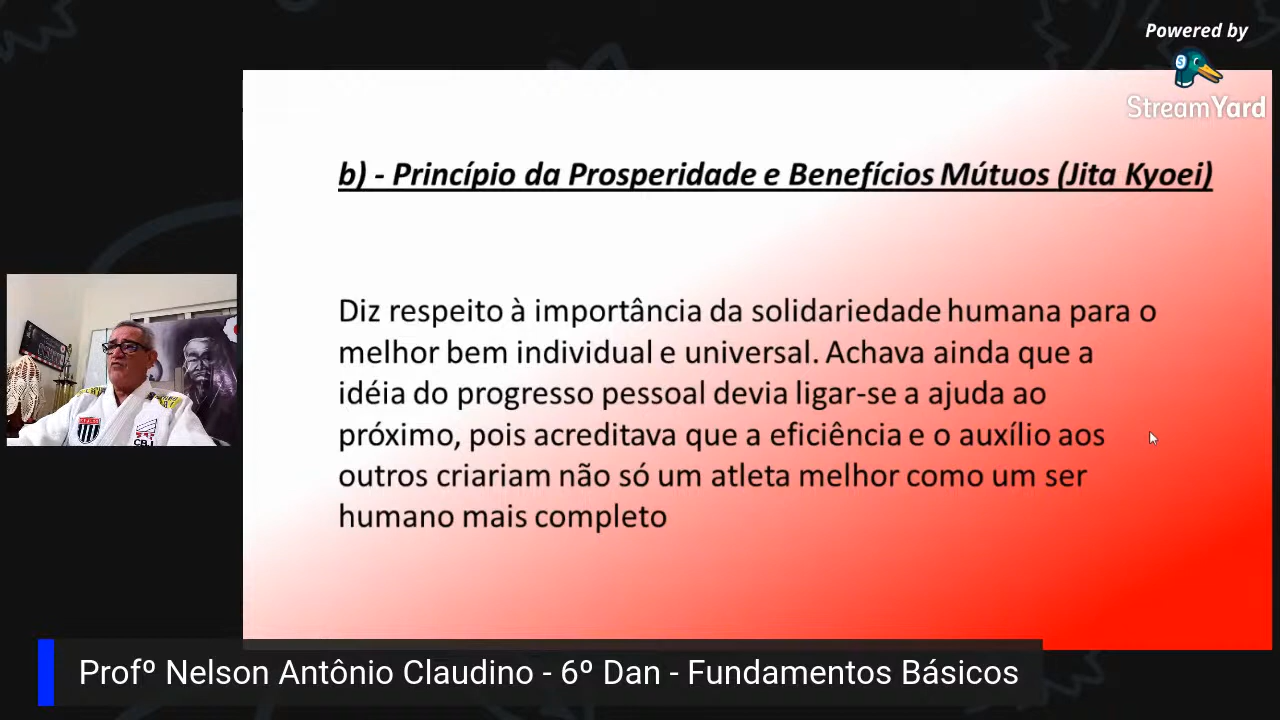 Powered by
StreamYard
b) - Princípio da Prosperidade e Benefícios Mútuos (Jita Kyoei)
Diz respeito à importância da solidariedade humana para o
melhor bem individual e universal. Achava ainda que a
idéia do progresso pessoal devia ligar-se a ajuda ao
próximo, pois acreditava que a eficiência e o auxílio aos
outros criariam não só um atleta melhor como um ser
humano mais completo
Profº Nelson Antônio Claudino - 6º Dan - Fundamentos Básicos